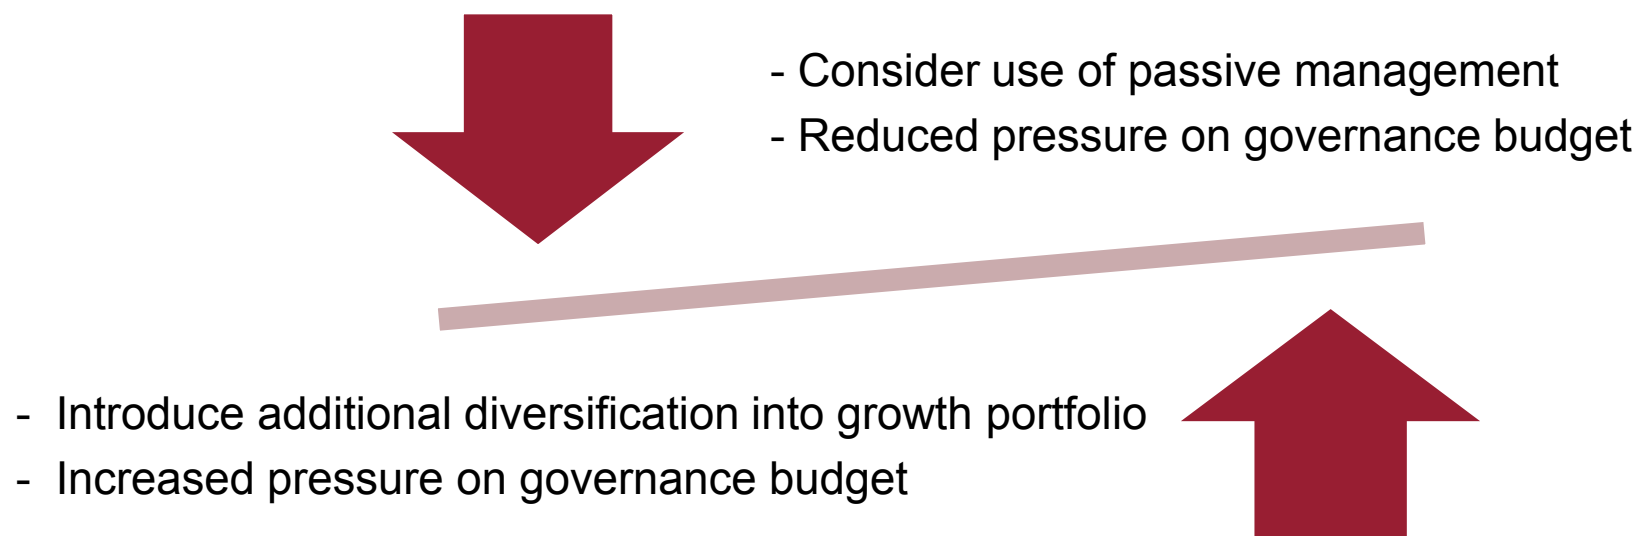 - Consider use of passive management
- Reduced pressure on governance budget
- Introduce additional diversification into growth portfolio
- Increased pressure on governance budget